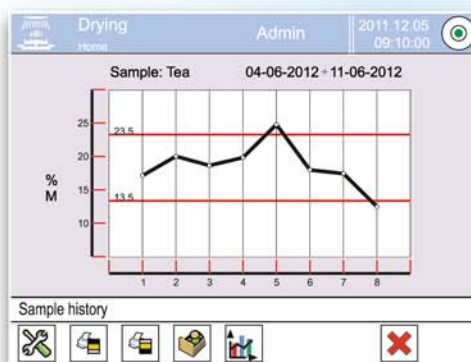 Drying
Home
Admin
2011.12.05
09:10:00
Sample: Tea 04-06-2012 ÷ 11-06-2012
25
23.5
20
%
M
15
13.5
10
1 2 3 4 5 6 7 8
Sample history